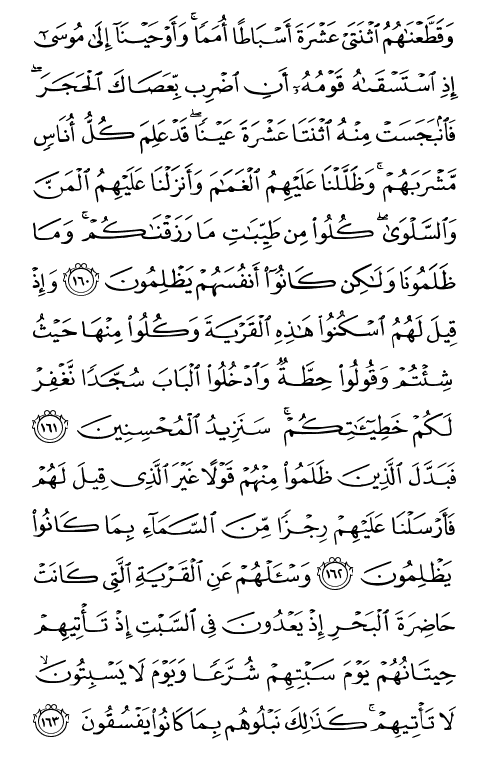 وَقَطَّعۡنَٰهُمُ ٱثۡنَتَيۡ عَشۡرَةَ أَسۡبَاطًا أُمَمٗاۚ وَأَوۡحَيۡنَآ إِلَىٰ مُوسَىٰٓ
إِذِ ٱسۡتَسۡقَىٰهُ قَوۡمُهُۥٓ أَنِ ٱضۡرِب بِّعَصَاكَ ٱلۡحَجَرَۖ
فَٱنۢبَجَسَتۡ مِنۡهُ ٱثۡنَتَا عَشۡرَةَ عَيۡنٗاۖ قَدۡ عَلِمَ كُلُّ أُنَاسٖ
مَّشۡرَبَهُمۡۚ وَظَلَّلۡنَا عَلَيۡهِمُ ٱلۡغَمَٰمَ وَأَنزَلۡنَا عَلَيۡهِمُ ٱلۡمَنَّ
وَٱلسَّلۡوَىٰۖ كُلُواْ مِن طَيِّبَٰتِ مَا رَزَقۡنَٰكُمۡۚ وَمَا
ظَلَمُونَا وَلَٰكِن كَانُوٓاْ أَنفُسَهُمۡ يَظۡلِمُونَ ١٦٠ وَإِذۡ
قِيلَ لَهُمُ ٱسۡكُنُواْ هَٰذِهِ ٱلۡقَرۡيَةَ وَكُلُواْ مِنۡهَا حَيۡثُ
شِئۡتُمۡ وَقُولُواْ حِطَّةٞ وَٱدۡخُلُواْ ٱلۡبَابَ سُجَّدٗا نَّغۡفِرۡ
لَكُمۡ خَطِيٓـَٰٔتِكُمۡۚ سَنَزِيدُ ٱلۡمُحۡسِنِينَ ١٦١
فَبَدَّلَ ٱلَّذِينَ ظَلَمُواْ مِنۡهُمۡ قَوۡلًا غَيۡرَ ٱلَّذِي قِيلَ لَهُمۡ
فَأَرۡسَلۡنَا عَلَيۡهِمۡ رِجۡزٗا مِّنَ ٱلسَّمَآءِ بِمَا كَانُواْ
يَظۡلِمُونَ ١٦٢ وَسۡـَٔلۡهُمۡ عَنِ ٱلۡقَرۡيَةِ ٱلَّتِي كَانَتۡ
حَاضِرَةَ ٱلۡبَحۡرِ إِذۡ يَعۡدُونَ فِي ٱلسَّبۡتِ إِذۡ تَأۡتِيهِمۡ
حِيتَانُهُمۡ يَوۡمَ سَبۡتِهِمۡ شُرَّعٗا وَيَوۡمَ لَا يَسۡبِتُونَ لَا
لَا تَأۡتِيهِمۡۚ كَذَٰلِكَ نَبۡلُوهُم بِمَا كَانُواْ يَفۡسُقُونَ ١٦٣